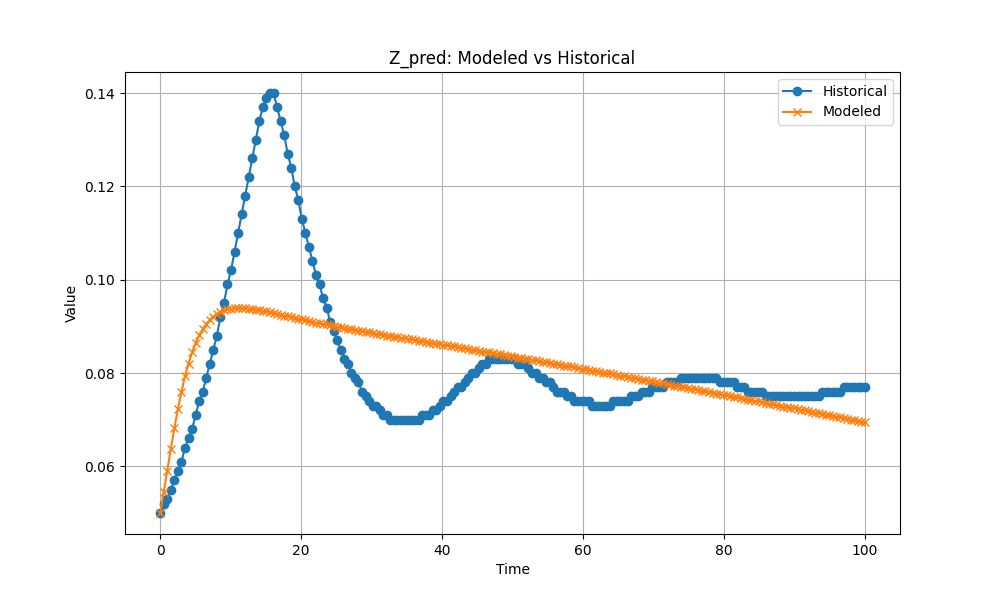 Z_pred: Modeled vs Historical
Historical
Modeled
0.14
0.12
0.10
0.08
0.06
Value
0 20 40 60 80 100
Time